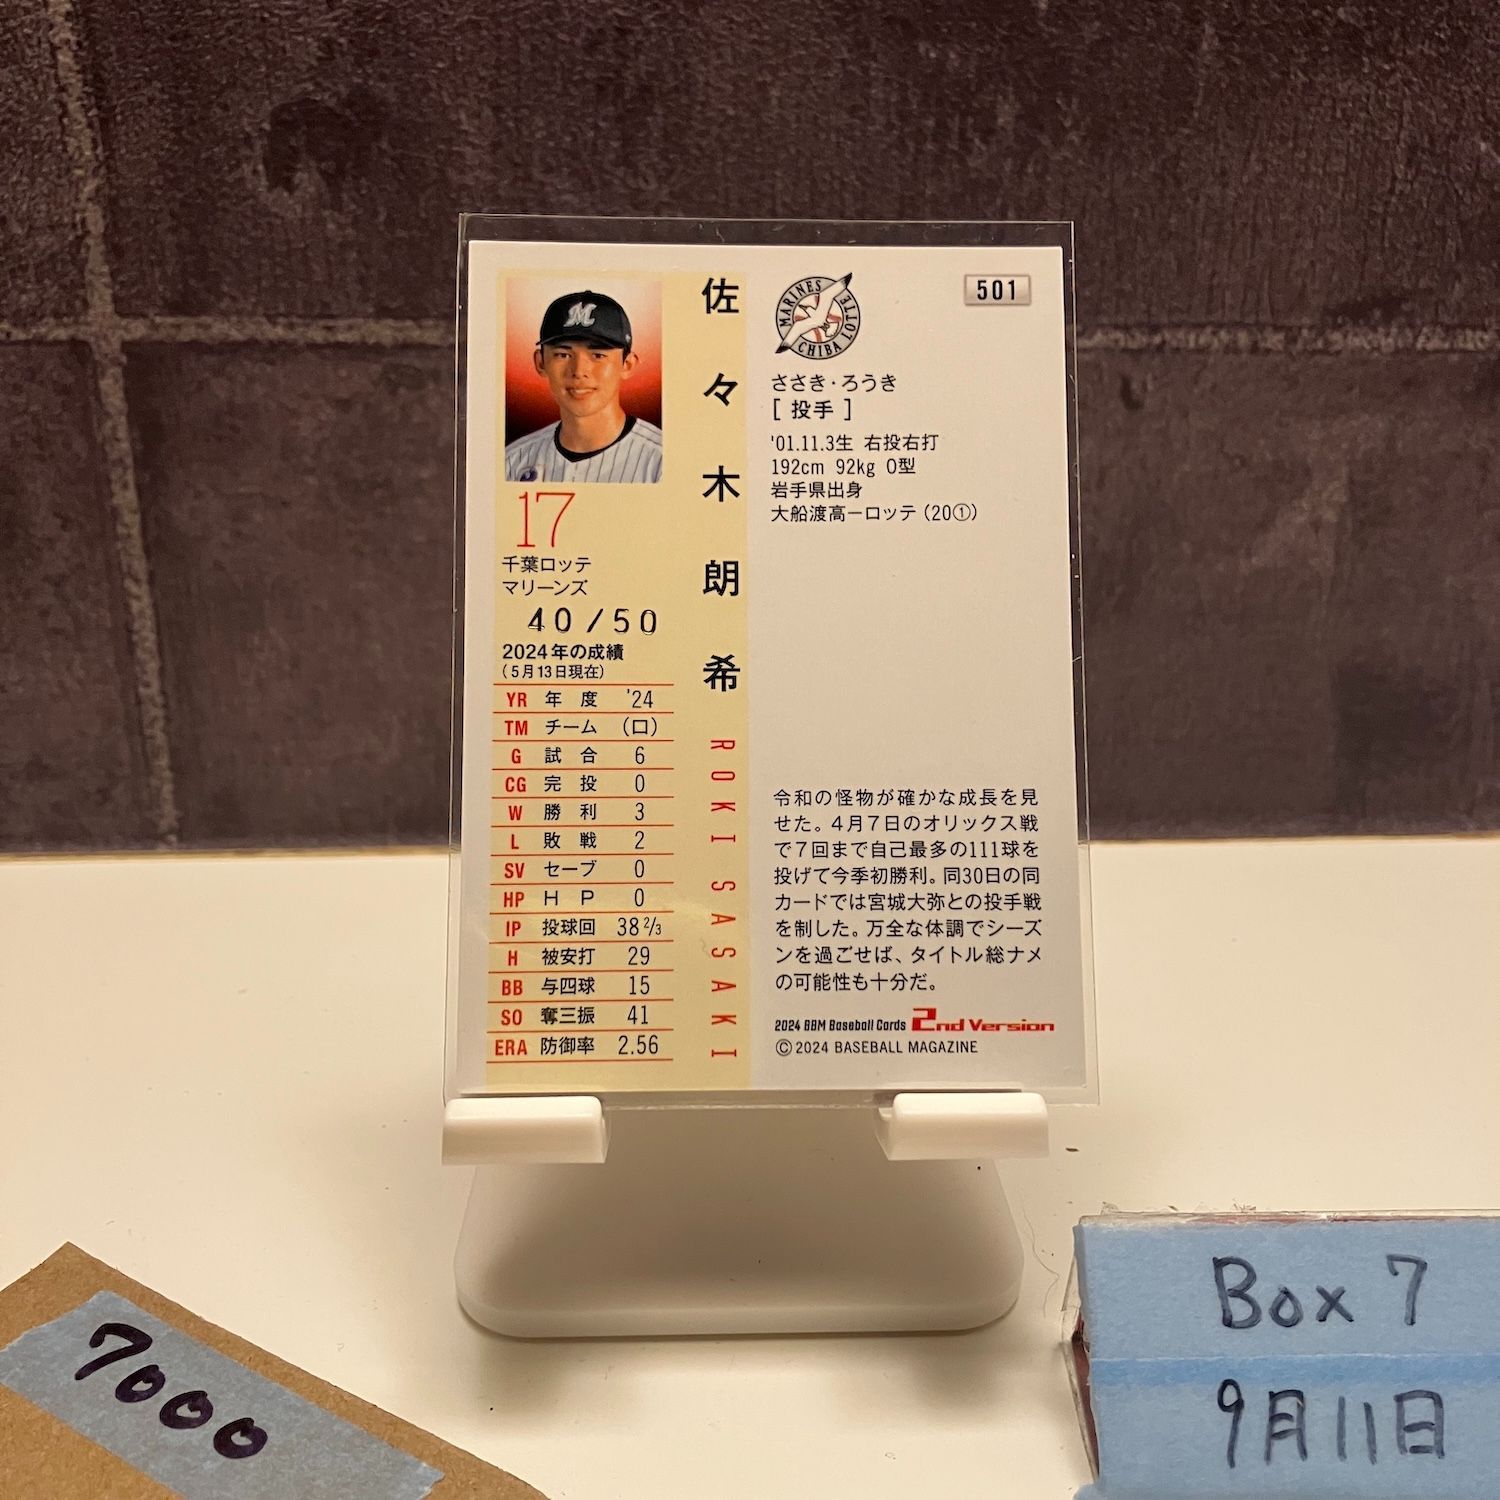 佐々木朗希
ROKI SASAKI
M
17
千葉ロッテ
マリーンズ
40/50
2024年の成績
(5月13日現在)
YR 年度 '24
TM チーム (ロ)
G 試合 6
CG 完投 0
W 勝利 3
L 敗戦 2
SV セーブ 0
HP HP 0
IP 投球回 38 2/3
H 被安打 29
BB 与四球 15
SO 奪三振 41
ERA 防御率 2.56
MARINES
CHIBA LOTTE
501
ささき・ろうき
[投手]
'01.11.3生 右投右打
192cm 92kg O型
岩手県出身
大船渡高ーロッテ(20①)
令和の怪物が確かな成長を見
せた。4月7日のオリックス戦
で7回まで自己最多の111球を
投げて今季初勝利。同30日の同
カードでは宮城大弥との投手戦
を制した。万全な体調でシーズ
ンを過ごせば、タイトル総ナメ
の可能性も十分だ。
2024 BBM Baseball Cards 2nd Version
©2024 BASEBALL MAGAZINE
7000
Box 7
9月11日